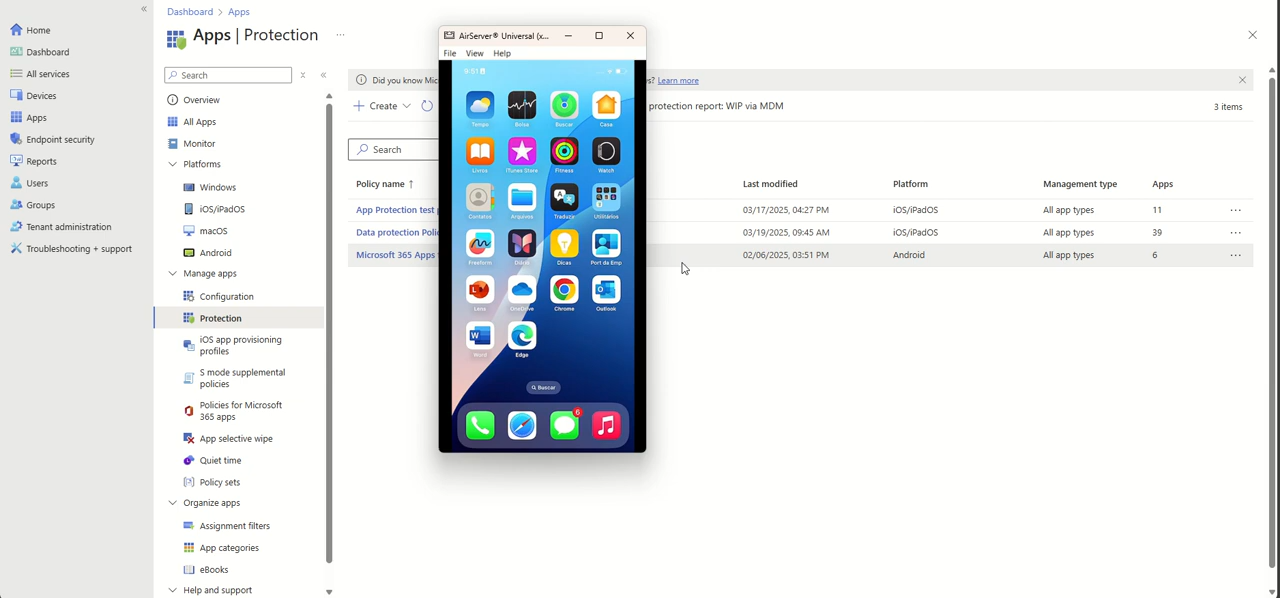 Dashboard > Apps
Apps | Protection ...
Home
Dashboard
All services
Devices
Apps
Endpoint security
Reports
Users
Groups
Tenant administration
Troubleshooting + support
Search
Overview
All Apps
Monitor
Platforms
Windows
iOS/iPadOS
macOS
Android
Manage apps
Configuration
Protection
iOS app provisioning
profiles
S mode supplemental
policies
Policies for Microsoft
365 apps
App selective wipe
Quiet time
Policy sets
Organize apps
Assignment filters
App categories
eBooks
Help and support
Did you know Mic
s? Learn more
Create
protection report: WIP via MDM
3 items
Search
Policy name ↑ Last modified Platform Management type Apps
App Protection test 03/17/2025, 04:27 PM iOS/iPadOS All app types 11 ...
Data protection Poli 03/19/2025, 09:45 AM iOS/iPadOS All app types 39 ...
Microsoft 365 Apps 02/06/2025, 03:51 PM Android All app types 6 ...
AirServer® Universal (x...
File View Help
9:51
Tempo Bolsa Buscar Casa
Livros iTunes Store Fitness Watch
Contatos Arquivos Traduzir Utilitários
Freeform Diário Dicas Port da Emp
Lens OneDrive Chrome Outlook
Word Edge
Buscar
6